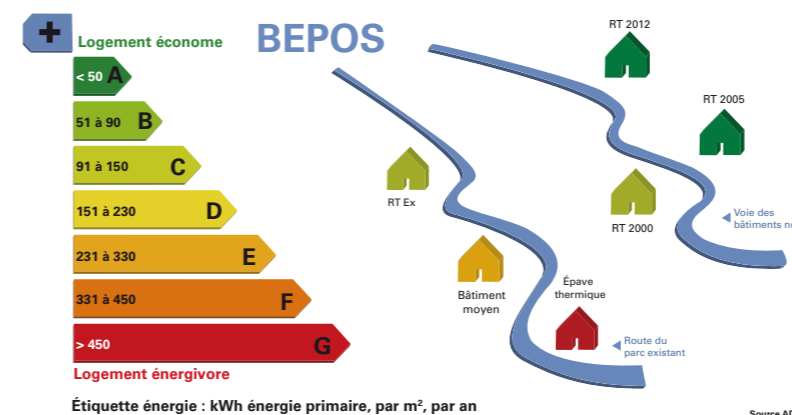 +
Logement économe
BEPOS
< 50 A
51 à 90 B
91 à 150 C
151 à 230 D
231 à 330 E
331 à 450 F
> 450 G
Logement énergivore
Étiquette énergie : kWh énergie primaire, par m², par an
RT 2012
RT 2005
RT Ex
RT 2000
Voie des
bâtiments
Bâtiment
moyen
Épave
thermique
Route du
parc existant
Source